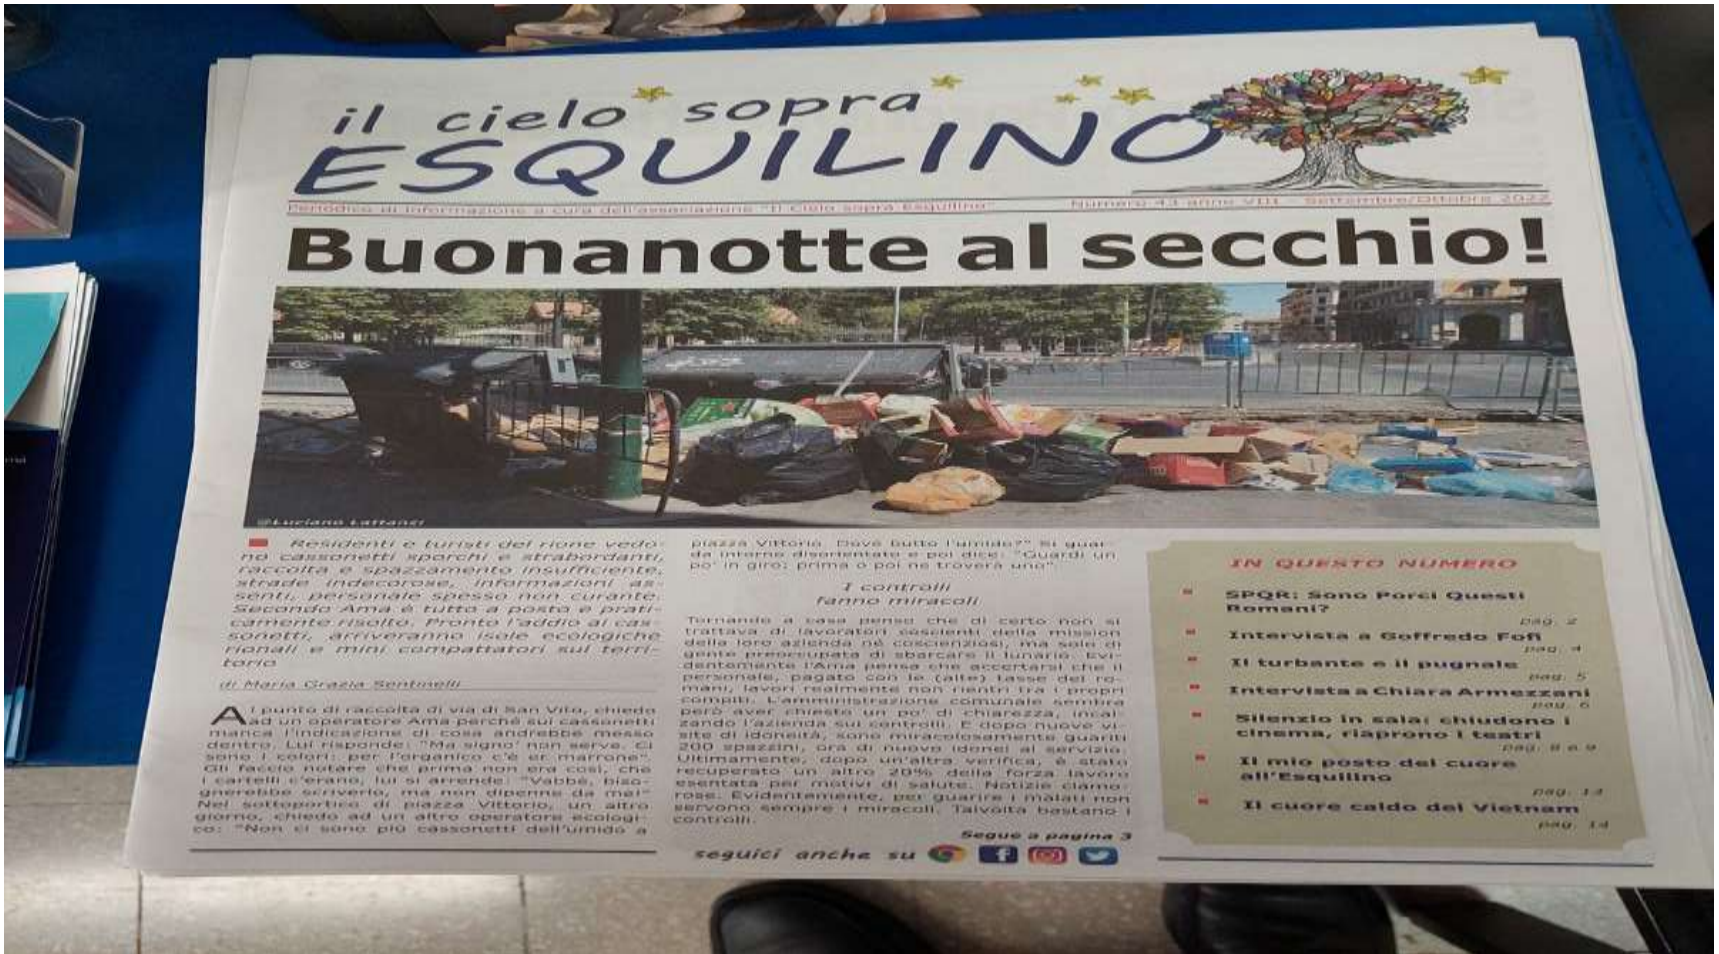 il cielo sopra
ESQUILINO
Periodico di informazione a cura dell'associazione "Il Cielo sopra Esquilino"
Numero 43 anno VIII - Settembre/Ottobre 2022
Buonanotte al secchio!
@Luciano Lattanzi
Residenti e turisti del rione vedo-
no cassonetti sporchi e strabordanti,
raccolta e spazzamento insufficiente,
strade indecorose, informazioni as-
senti, personale spesso non curante.
Secondo Ama è tutto a posto e prati-
camente risolto. Pronto l'addio ai cas-
sonetti, arriveranno isole ecologiche
rionali e mini compattatori sul terri-
torio
di Maria Grazia Sentinelli
Al punto di raccolta di via di San Vito, chiedo
ad un operatore Ama perché sui cassonetti
manca l'indicazione di cosa andrebbe messo
dentro. Lui risponde: "Ma signo' non serve. Ci
sono i colori: per l'organico c'è er marrone".
Gli faccio notare che prima non era così, che
i cartelli c'erano, lui si arrende: "Vabbè, biso-
gnerebbe scriverlo, ma non dipenne da me!"
Nel sottoportico di piazza Vittorio, un altro
giorno, chiedo ad un altro operatore ecologi-
co: "Non ci sono più cassonetti dell'umido a
piazza Vittorio. Dove butto l'umido?" Si guar-
da intorno disorientato e poi dice: "Guardi un
po' in giro; prima o poi ne troverà uno"
I controlli
fanno miracoli
Tornando a casa penso che di certo non si
trattava di lavoratori coscienti della mission
della loro azienda né coscienziosi, ma solo di
gente preoccupata di sbarcare il lunario. Evi-
dentemente l'Ama pensa che accertarsi che il
personale, pagato con le (alte) tasse dei ro-
mani, lavori realmente non rientri tra i propri
compiti. L'amministrazione comunale sembra
però aver chiesto un po' di chiarezza, incal-
zando l'azienda sui controlli. E dopo nuove vi-
site di idoneità, sono miracolosamente guariti
200 spazzini, ora di nuovo idonei al servizio.
Ultimamente, dopo un'altra verifica, è stato
recuperato un altro 20% della forza lavoro
esentata per motivi di salute. Notizie clamo-
rose. Evidentemente, per guarire i malati non
servono sempre i miracoli. Talvolta bastano i
controlli.
Segue a pagina 3
seguici anche su
IN QUESTO NUMERO
SPQR: Sono Porci Questi
Romani?
pag. 2
Intervista a Goffredo Fofi
pag. 4
Il turbante e il pugnale
pag. 5
Intervista a Chiara Armezzani
pag. 6
Silenzio in sala: chiudono i
cinema, riaprono i teatri
pag. 8 e 9
Il mio posto del cuore
all'Esquilino
pag. 13
Il cuore caldo del Vietnam
pag. 14